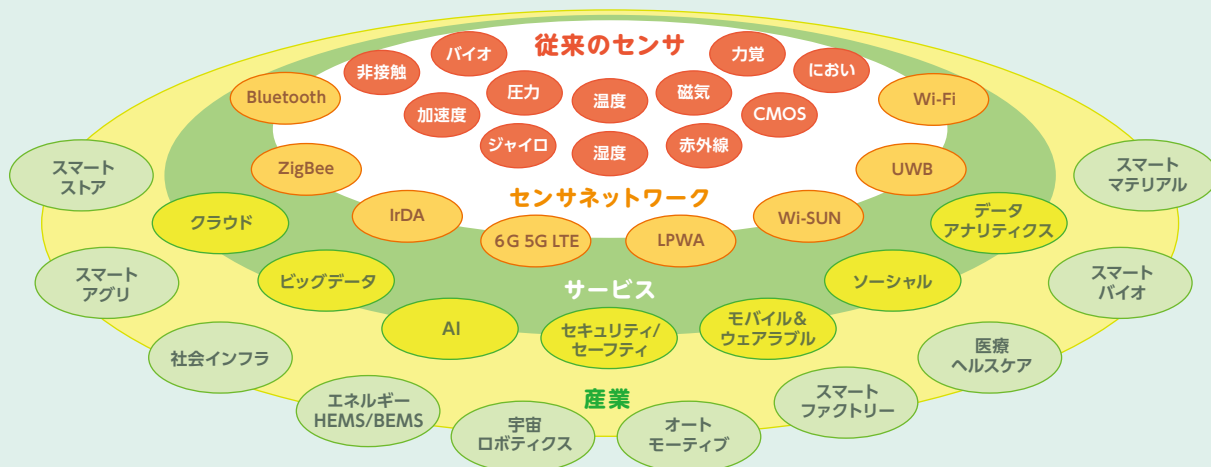 従来のセンサ
バイオ
力覚
非接触
におい
圧力
温度
磁気
加速度
CMOS
ジャイロ
湿度
赤外線
センサネットワーク
Bluetooth
Wi-Fi
ZigBee
UWB
IrDA
Wi-SUN
6G 5G LTE
LPWA
サービス
クラウド
データ
アナリティクス
ビッグデータ
ソーシャル
AI
セキュリティ/
セーフティ
モバイル&
ウェアラブル
産業
スマート
ストア
スマート
マテリアル
スマート
アグリ
スマート
バイオ
社会インフラ
医療
ヘルスケア
エネルギー
HEMS/BEMS
宇宙
ロボティクス
オート
モーティブ
スマート
ファクトリー